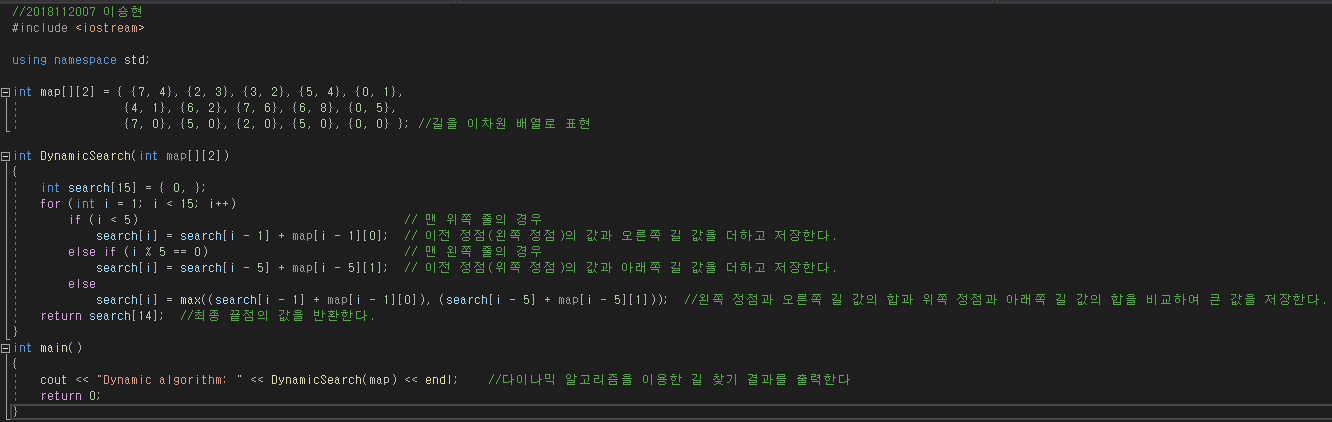 //2018112007 이승현
#include <iostream>
using namespace std;
int map[][2] = { {7, 4}, {2, 3}, {3, 2}, {5, 4}, {0, 1},
{4, 1}, {6, 2}, {7, 6}, {6, 8}, {0, 5},
{7, 0}, {5, 0}, {2, 0}, {5, 0}, {0, 0} }; //길을 이차원 배열로 표현
int DynamicSearch(int map[][2])
{
int search[15] = { 0, };
for (int i = 1; i < 15; i++)
if (i < 5) // 맨 위쪽 줄의 경우
search[i] = search[i - 1] + map[i - 1][0]; // 이전 정점(왼쪽 정점)의 값과 오른쪽 길 값을 더하고 저장한다.
else if (i % 5 == 0) // 맨 왼쪽 줄의 경우
search[i] = search[i - 5] + map[i - 5][1]; // 이전 정점(위쪽 정점)의 값과 아래쪽 길 값을 더하고 저장한다.
else
search[i] = max((search[i - 1] + map[i - 1][0]), (search[i - 5] + map[i - 5][1])); //왼쪽 정점과 오른쪽 길 값의 합과 위쪽 정점과 아래쪽 길 값의 합을 비교하여 큰 값을 저장한다.
return search[14]; //최종 끝점의 값을 반환한다.
}
int main()
{
cout << "Dynamic algorithm: " << DynamicSearch(map) << endl; //다이나믹 알고리즘을 이용한 길 찾기 결과를 출력한다
return 0;
}